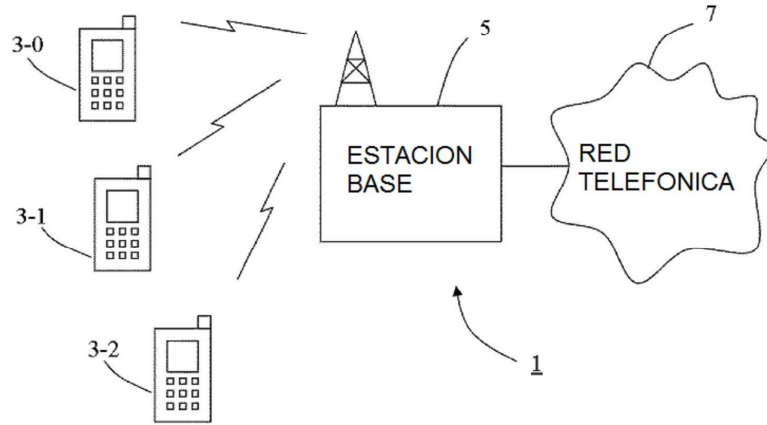 3-0
5
7
ESTACION
BASE
RED
TELEFONICA
3-1
3-2
1